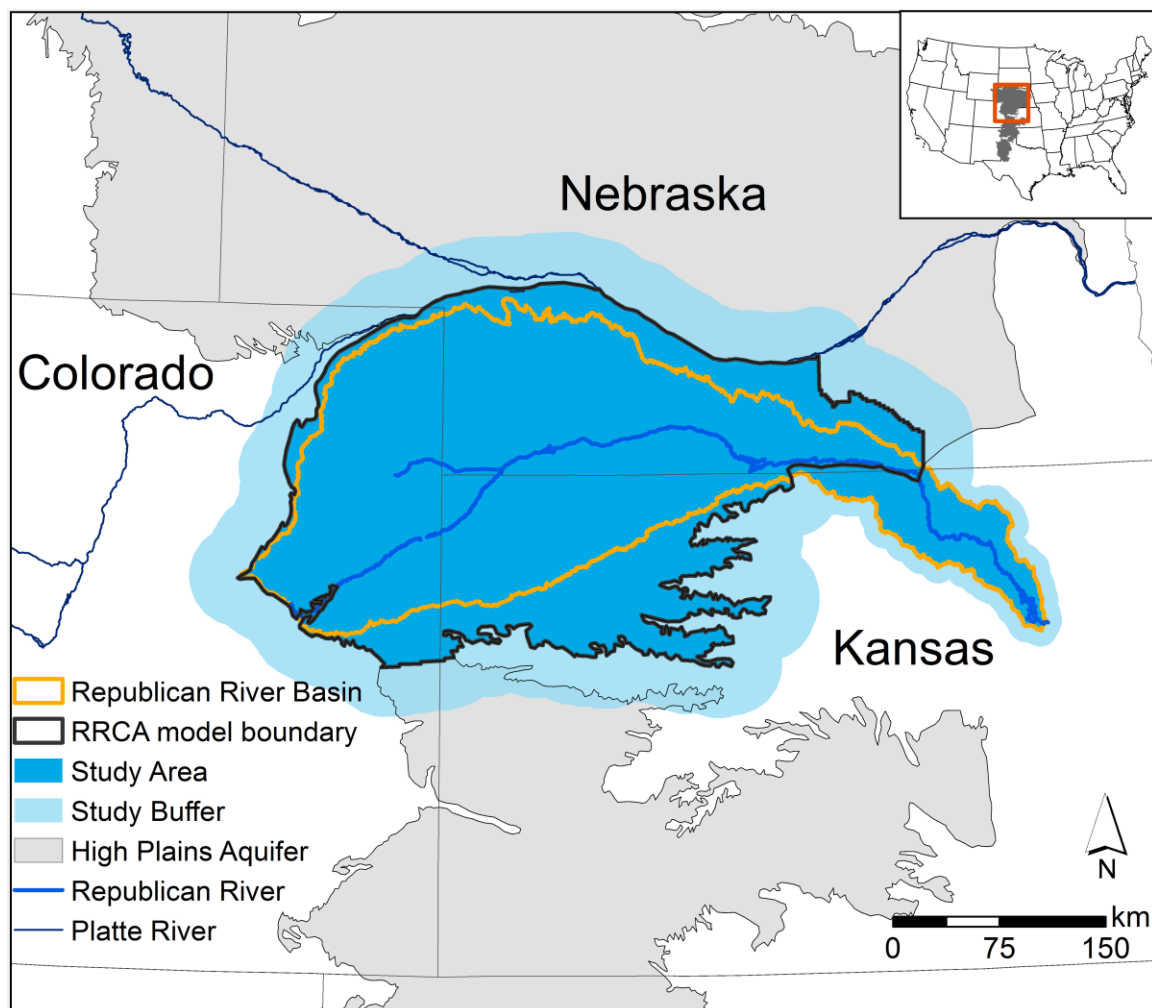 Nebraska
Colorado
Kansas
Republican River Basin
RRCA model boundary
Study Area
Study Buffer
High Plains Aquifer
Republican River
Platte River
N
km
0 75 150